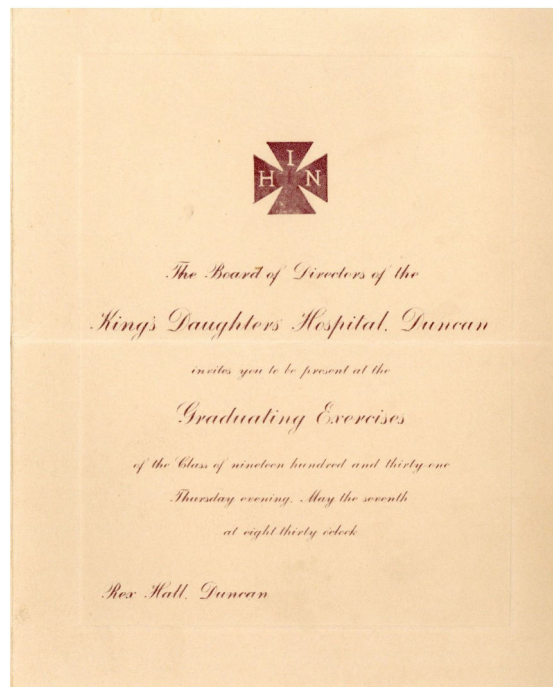 I
H I N
The Board of Directors of the
King's Daughters' Hospital, Duncan
invites you to be present at the
Graduating Exercises
of the Class of nineteen hundred and thirty-one
Thursday evening, May the seventh
at eight-thirty o'clock
Rex Hall, Duncan